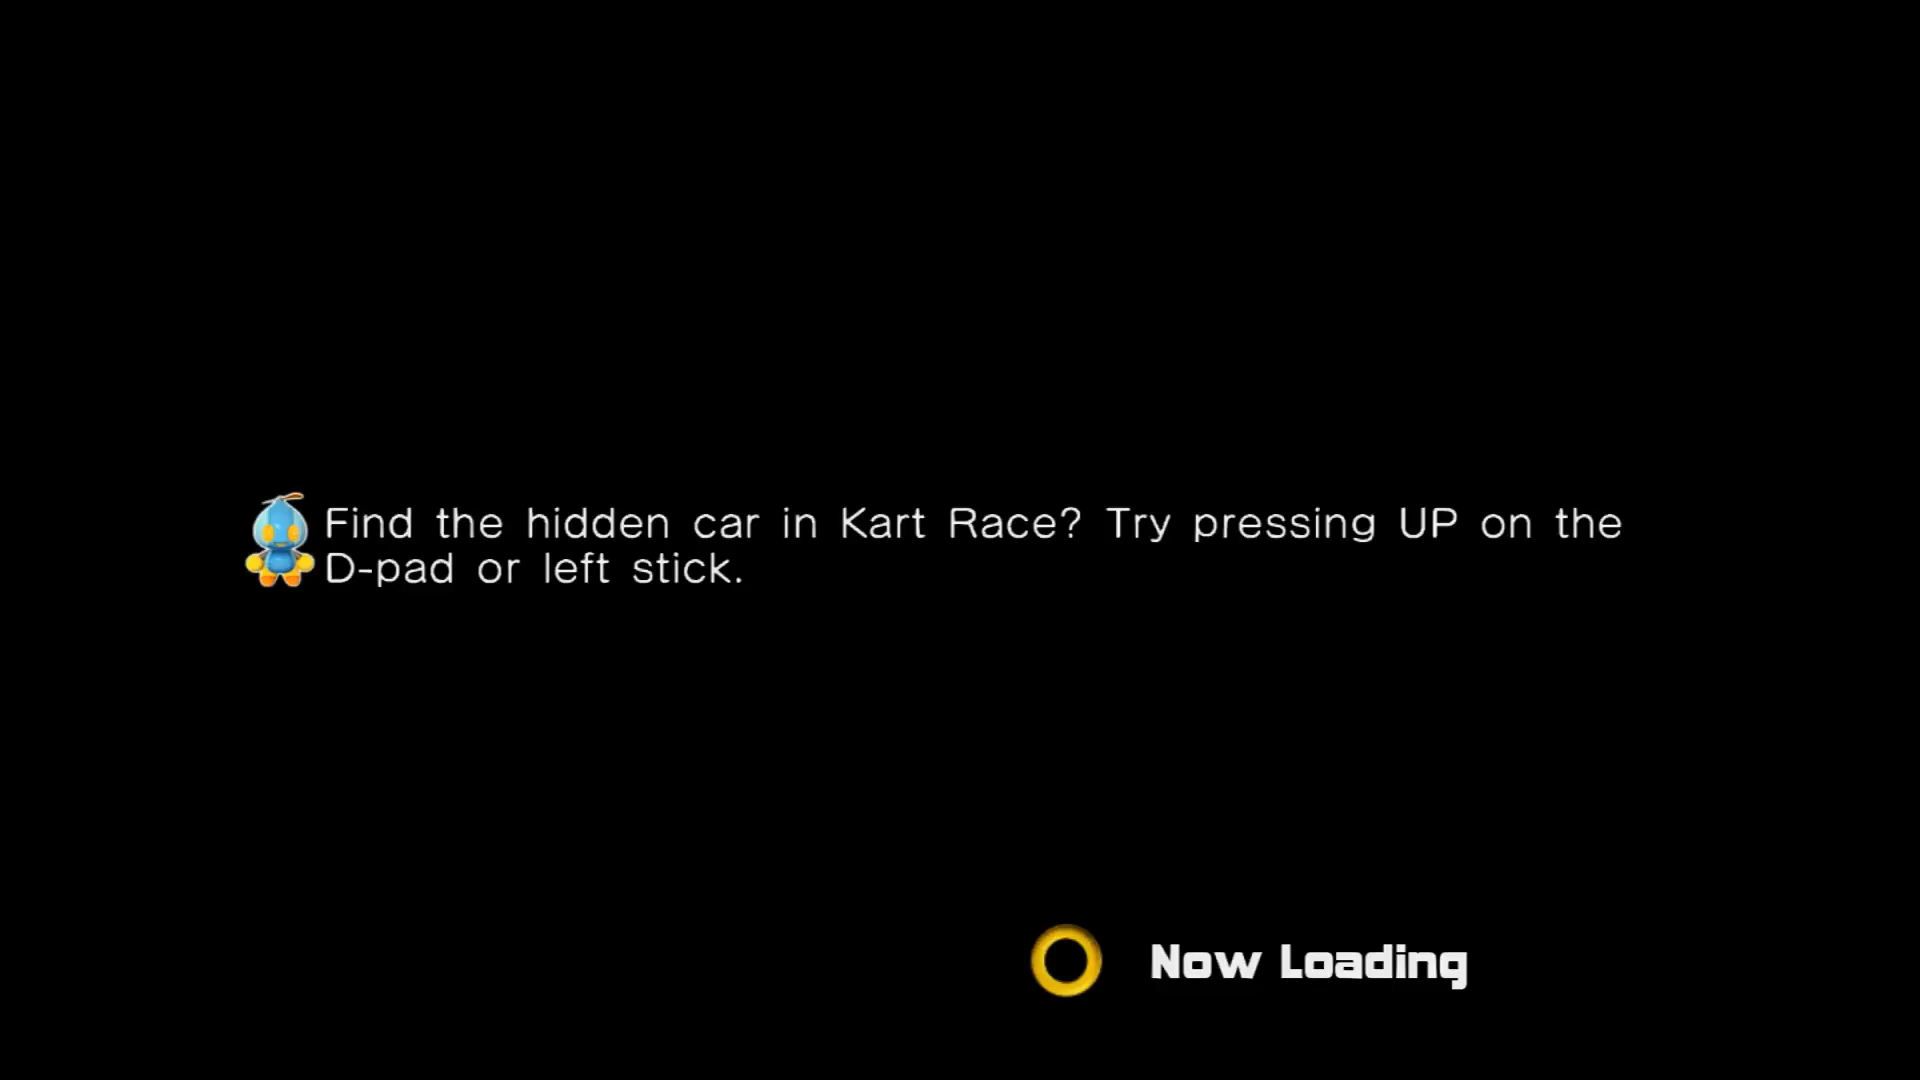 Find the hidden car in Kart Race? Try pressing UP on the
D-pad or left stick.
Now Loading